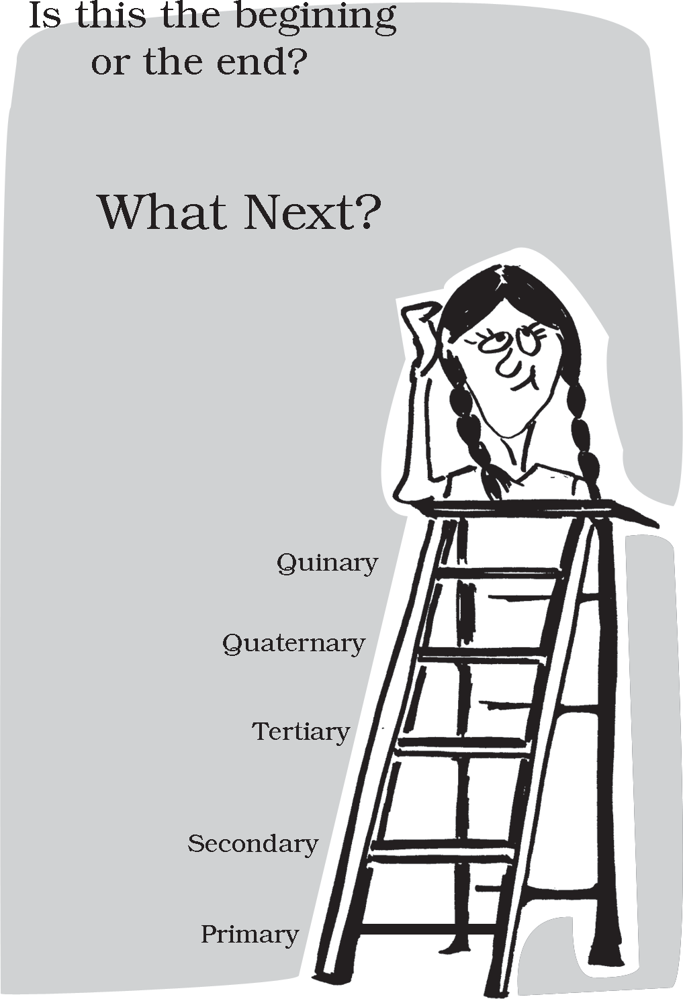 Is this the begining
or the end?
What Next?
Quinary
Quaternary
Tertiary
Secondary
Primary